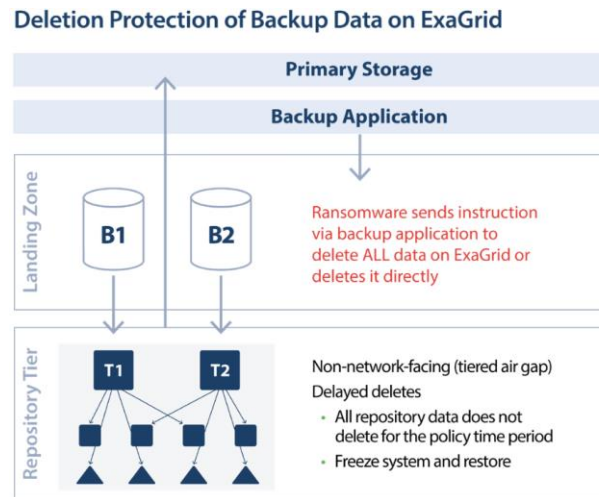 Deletion Protection of Backup Data on ExaGrid
Primary Storage
Backup Application
Landing Zone
B1
B2
Ransomware sends instruction
via backup application to
delete ALL data on ExaGrid or
deletes it directly
Repository Tier
T1
T2
Non-network-facing (tiered air gap)
Delayed deletes
• All repository data does not
delete for the policy time period
• Freeze system and restore